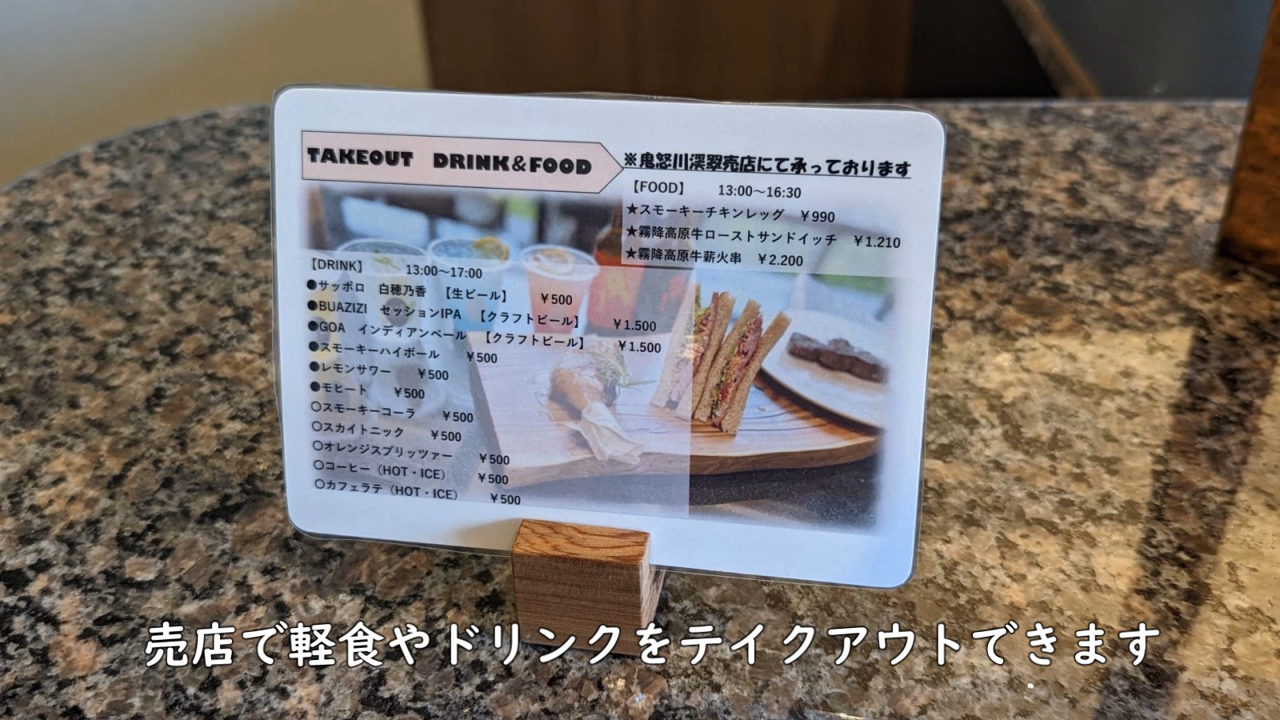 TAKEOUT DRINK&FOOD
※鬼怒川渓翠売店にて承っております
【FOOD】 13:00～16:30
★スモーキーチキンレッグ ￥990
★霧降高原牛ローストサンドイッチ ￥1.210
★霧降高原牛薪火串 ￥2.200
【DRINK】 13:00～17:00
●サッポロ 白穂乃香 【生ビール】 ￥500
●BUAZIZI セッションIPA 【クラフトビール】 ￥1.500
●GOA インディアンペール 【クラフトビール】 ￥1.500
●スモーキーハイボール ￥500
●レモンサワー ￥500
●モヒート ￥500
○スモーキーコーラ ￥500
○スカイトニック ￥500
○オレンジスプリッツァー ￥500
○コーヒー（HOT・ICE） ￥500
○カフェラテ（HOT・ICE） ￥500
売店で軽食やドリンクをテイクアウトできます